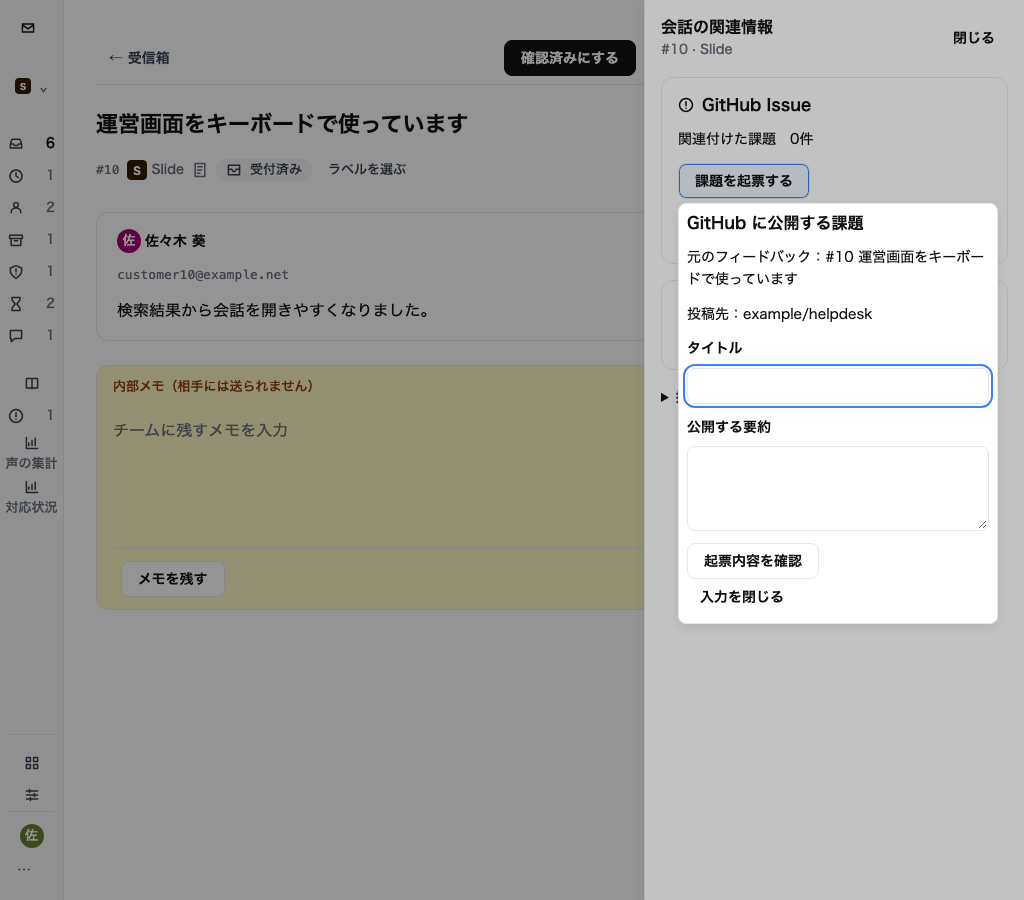 S
6
1
2
1
1
2
1
1
声の集計
対応状況
佐
…
← 受信箱
確認済みにする
運営画面をキーボードで使っています
#10 S Slide 受付済み ラベルを選ぶ
佐 佐々木 葵
customer10@example.net
検索結果から会話を開きやすくなりました。
内部メモ（相手には送られません）
チームに残すメモを入力
メモを残す
会話の関連情報
#10 · Slide
閉じる
GitHub Issue
関連付けた課題 0件
課題を起票する
GitHub に公開する課題
元のフィードバック：#10 運営画面をキーボー
ドで使っています
投稿先：example/helpdesk
タイトル
公開する要約
起票内容を確認
入力を閉じる